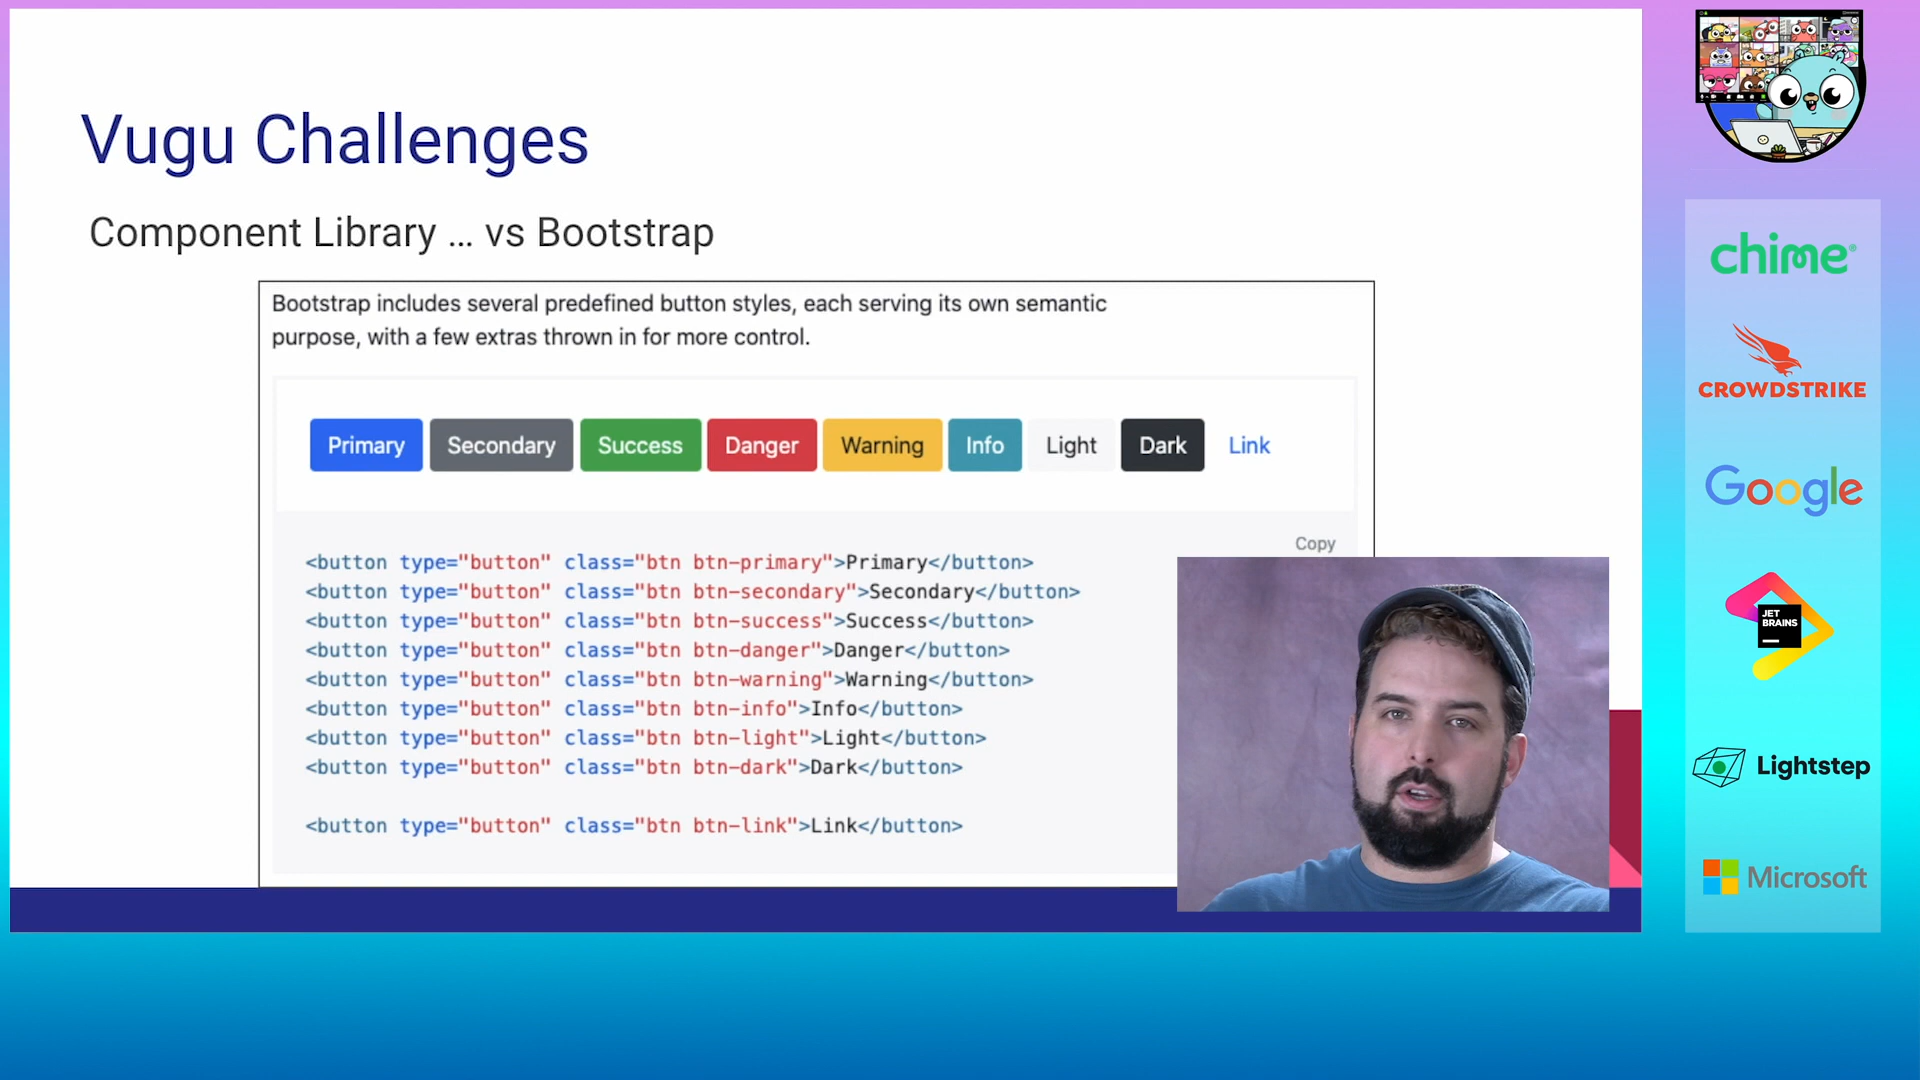 Vugu Challenges
Component Library ... vs Bootstrap
Bootstrap includes several predefined button styles, each serving its own semantic
purpose, with a few extras thrown in for more control.
Primary Secondary Success Danger Warning Info Light Dark Link
Copy
<button type="button" class="btn btn-primary">Primary</button>
<button type="button" class="btn btn-secondary">Secondary</button>
<button type="button" class="btn btn-success">Success</button>
<button type="button" class="btn btn-danger">Danger</button>
<button type="button" class="btn btn-warning">Warning</button>
<button type="button" class="btn btn-info">Info</button>
<button type="button" class="btn btn-light">Light</button>
<button type="button" class="btn btn-dark">Dark</button>
<button type="button" class="btn btn-link">Link</button>
chime®
CROWDSTRIKE
Google
JET
BRAINS
Lightstep
Microsoft